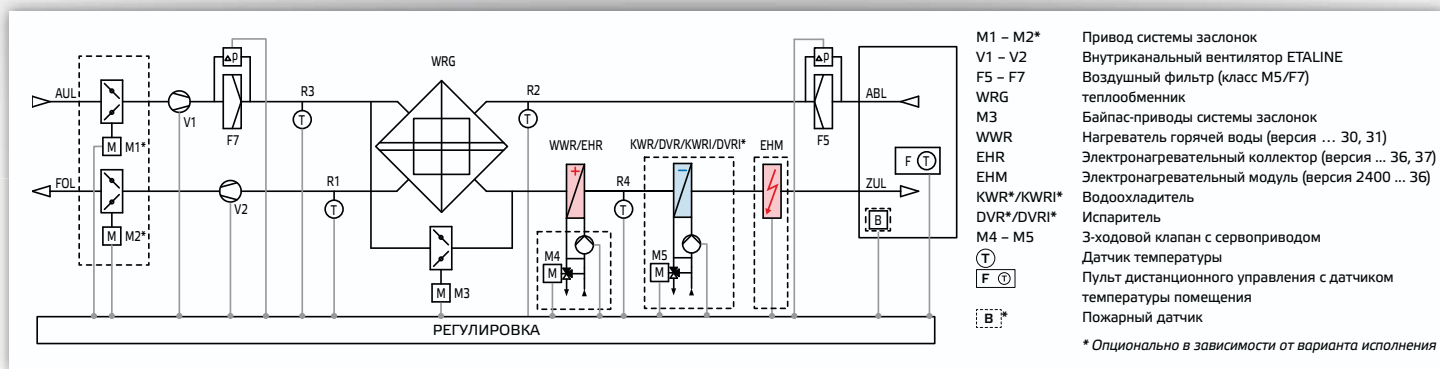 WRG
AUL
V1
F7
R3
R2
F5
ABL
Δp
Δp
T
T
M
M1*
WWR/EHR
KWR/DVR/KWRI/DVRI*
EHM
F T
FOL
V2
R1
R4
ZUL
T
T
+
−
B
M
M2*
M4
M
M5
M
M
M3
РЕГУЛИРОВКА
M1 – M2* Привод системы заслонок
V1 – V2 Внутриканальный вентилятор ETALINE
F5 – F7 Воздушный фильтр (класс M5/F7)
WRG теплообменник
M3 Байпас-приводы системы заслонок
WWR Нагреватель горячей воды (версия … 30, 31)
EHR Электронагревательный коллектор (версия ... 36, 37)
EHM Электронагревательный модуль (версия 2400 ... 36)
KWR*/KWRI* Водоохладитель
DVR*/DVRI* Испаритель
M4 – M5 3-ходовой клапан с сервоприводом
T Датчик температуры
F T Пульт дистанционного управления с датчиком
температуры помещения
B* Пожарный датчик
* Опционально в зависимости от варианта исполнения